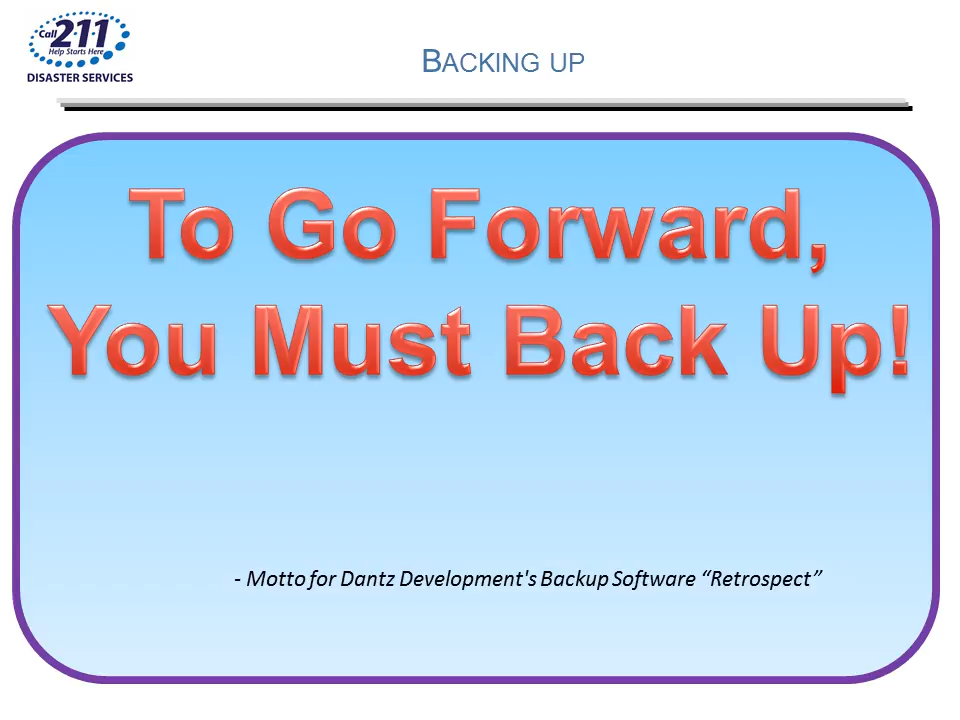 Call
211
Help Starts Here
DISASTER SERVICES
BACKING UP
To Go Forward,
You Must Back Up!
- Motto for Dantz Development's Backup Software “Retrospect”